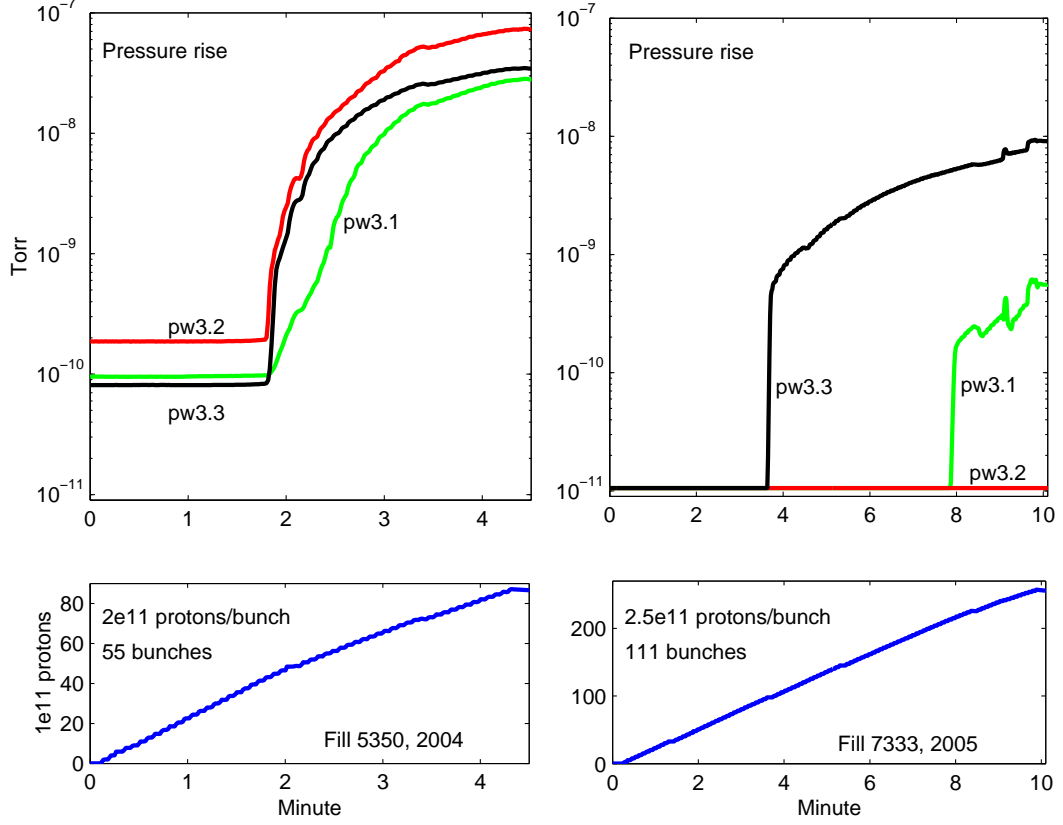 10^-7
10^-8
10^-9
10^-10
10^-11
Torr
Pressure rise
pw3.1
pw3.2
pw3.3
0 1 2 3 4
10^-7
10^-8
10^-9
10^-10
10^-11
Pressure rise
pw3.3
pw3.1
pw3.2
0 2 4 6 8 10
80
60
40
20
0
1e11 protons
2e11 protons/bunch
55 bunches
Fill 5350, 2004
0 1 2 3 4
Minute
200
100
0
2.5e11 protons/bunch
111 bunches
Fill 7333, 2005
0 2 4 6 8 10
Minute